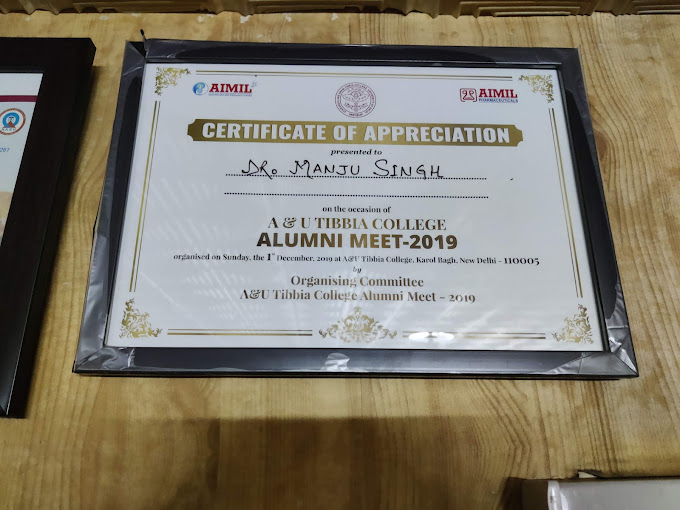 AIMIL
AIMIL
PHARMACEUTICALS
CERTIFICATE OF APPRECIATION
presented to
DR. MANJU SINGH
on the occasion of
A & U TIBBIA COLLEGE
ALUMNI MEET-2019
organised on Sunday, the 1st December, 2019 at A&U Tibbia College, Karol Bagh, New Delhi - 110005
by
Organising Committee
A&U Tibbia College Alumni Meet - 2019